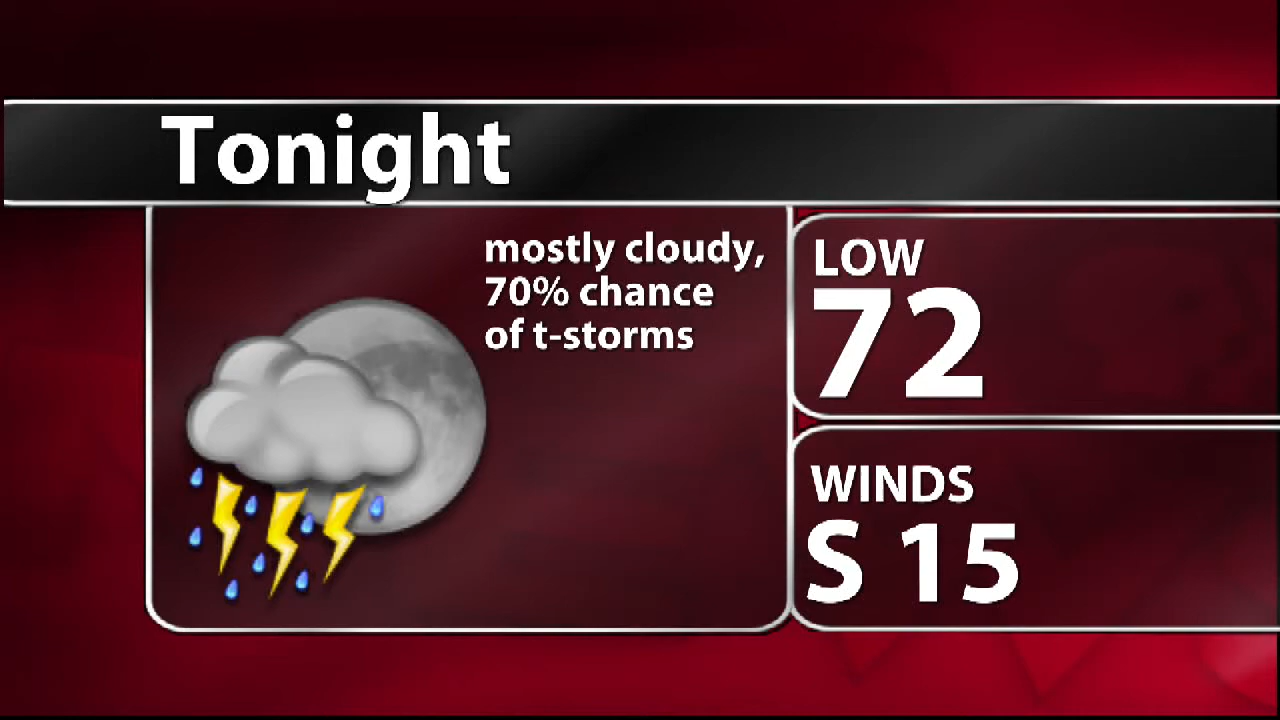 Tonight
mostly cloudy,
70% chance
of t-storms
LOW
72
WINDS
S 15